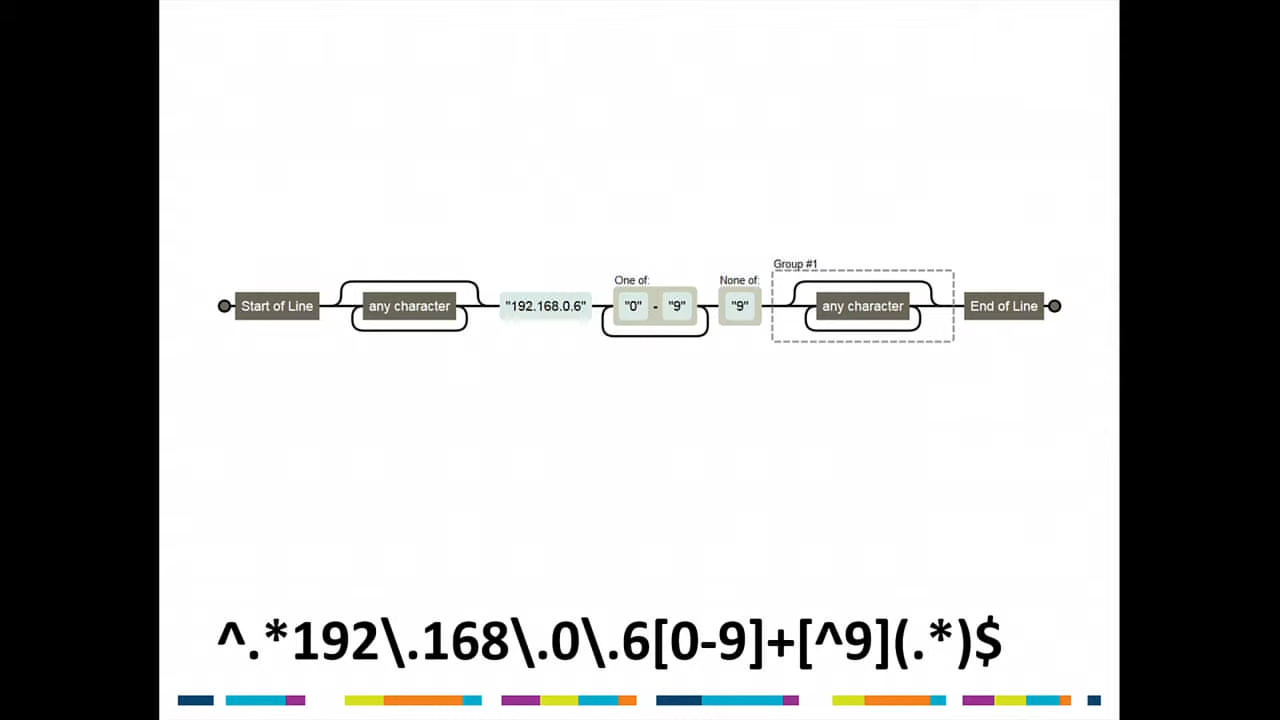 Group #1
One of:
None of:
Start of Line any character "192.168.0.6" "0" - "9" "9" any character End of Line
^.*192\.168\.0\.6[0-9]+[^9](.*)$